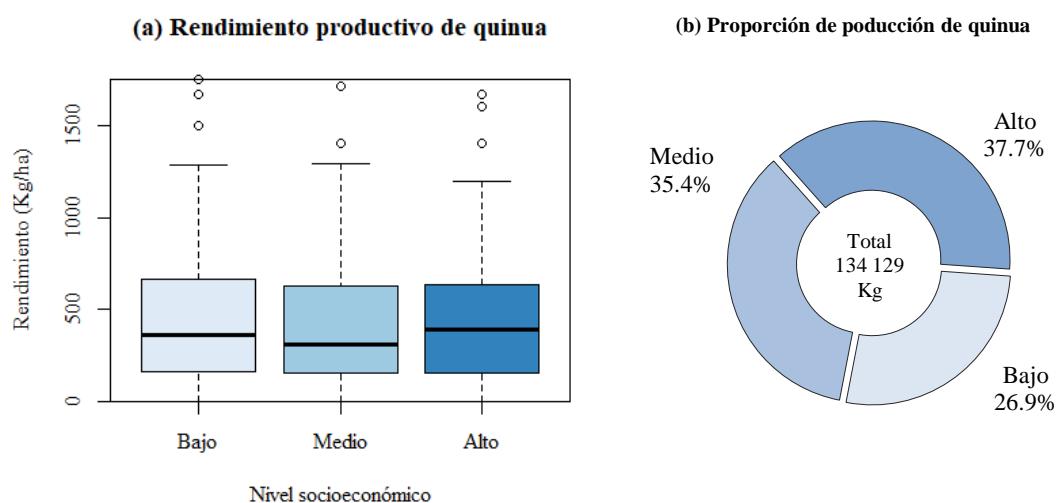 (a) Rendimiento productivo de quinua
Rendimiento (Kg/ha)
1500
1000
500
0
Bajo
Medio
Alto
Nivel socioeconómico
(b) Proporción de poducción de quinua
Alto
37.7%
Medio
35.4%
Total
134 129
Kg
Bajo
26.9%